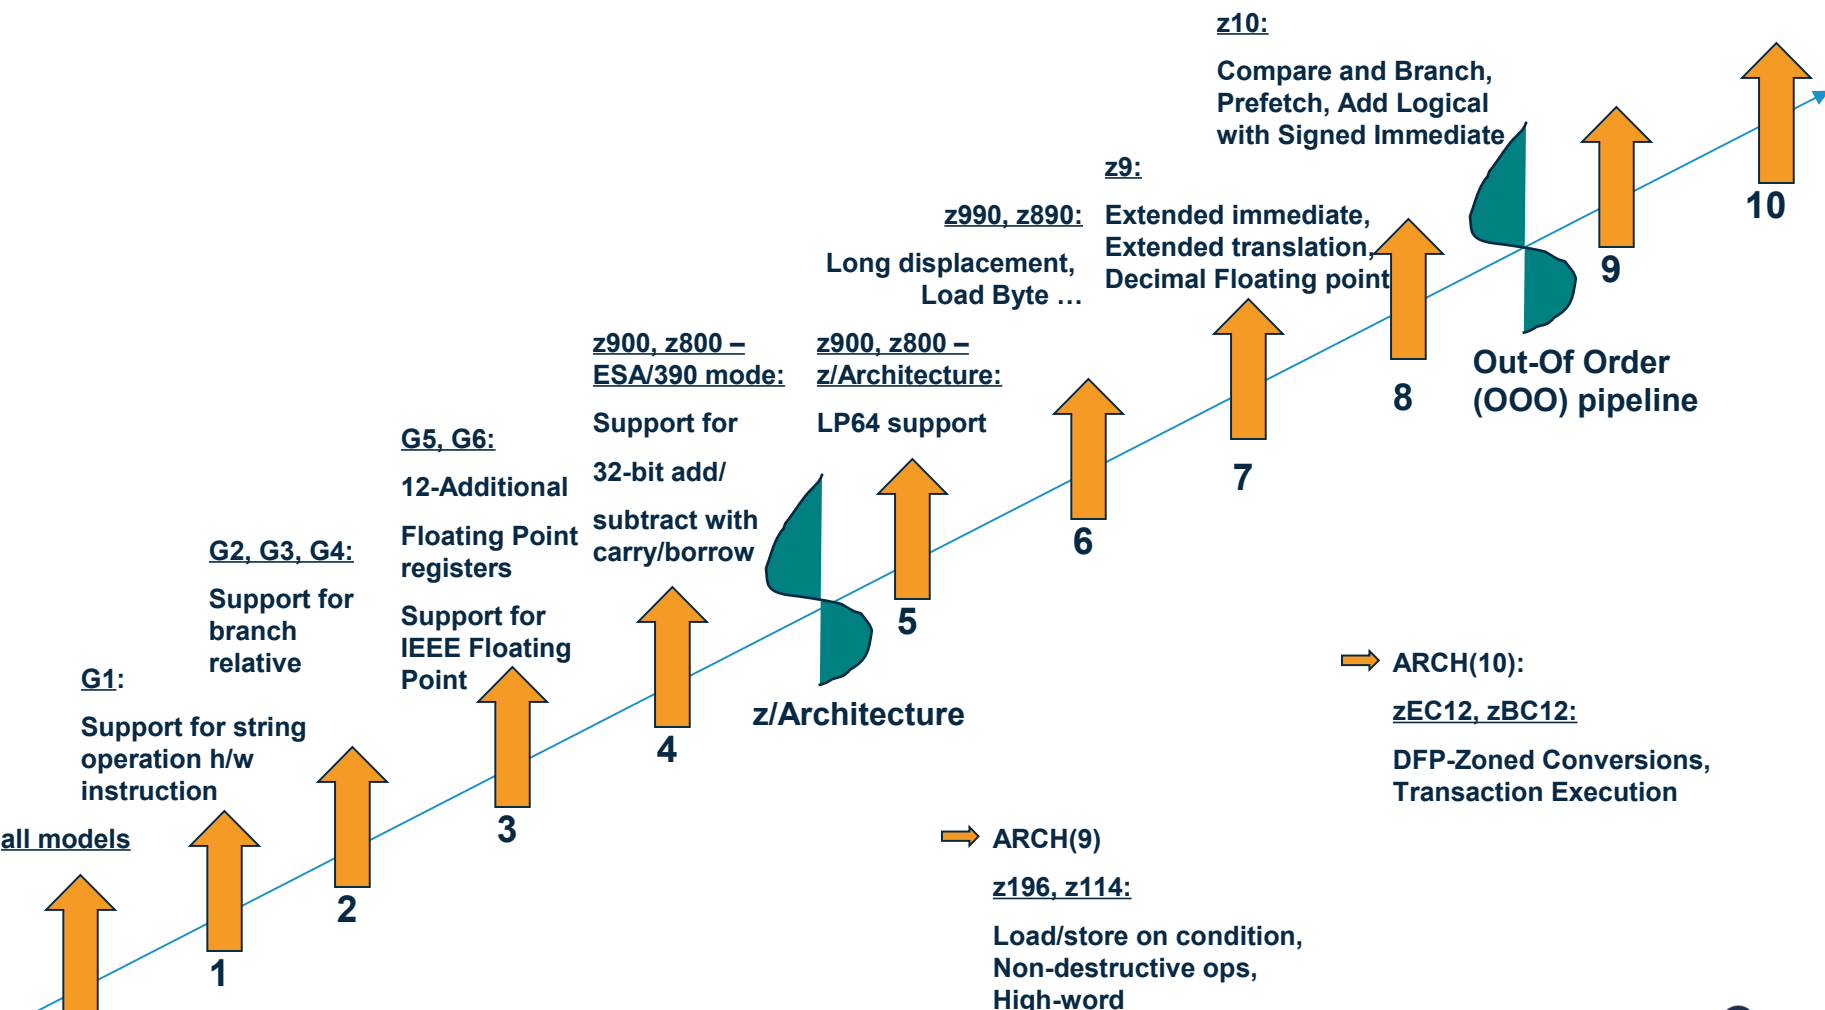 z10:
Compare and Branch,
Prefetch, Add Logical
with Signed Immediate
z9:
Extended immediate,
Extended translation,
Decimal Floating point
z990, z890:
Long displacement,
Load Byte …
z900, z800 –
z/Architecture:
LP64 support
z900, z800 –
ESA/390 mode:
Support for
32-bit add/
subtract with
carry/borrow
G5, G6:
12-Additional
Floating Point
registers
Support for
IEEE Floating
Point
G2, G3, G4:
Support for
branch
relative
G1:
Support for string
operation h/w
instruction
all models
1
2
3
4
5
6
7
8
9
10
z/Architecture
Out-Of Order
(OOO) pipeline
ARCH(9)
z196, z114:
Load/store on condition,
Non-destructive ops,
High-word
ARCH(10):
zEC12, zBC12:
DFP-Zoned Conversions,
Transaction Execution